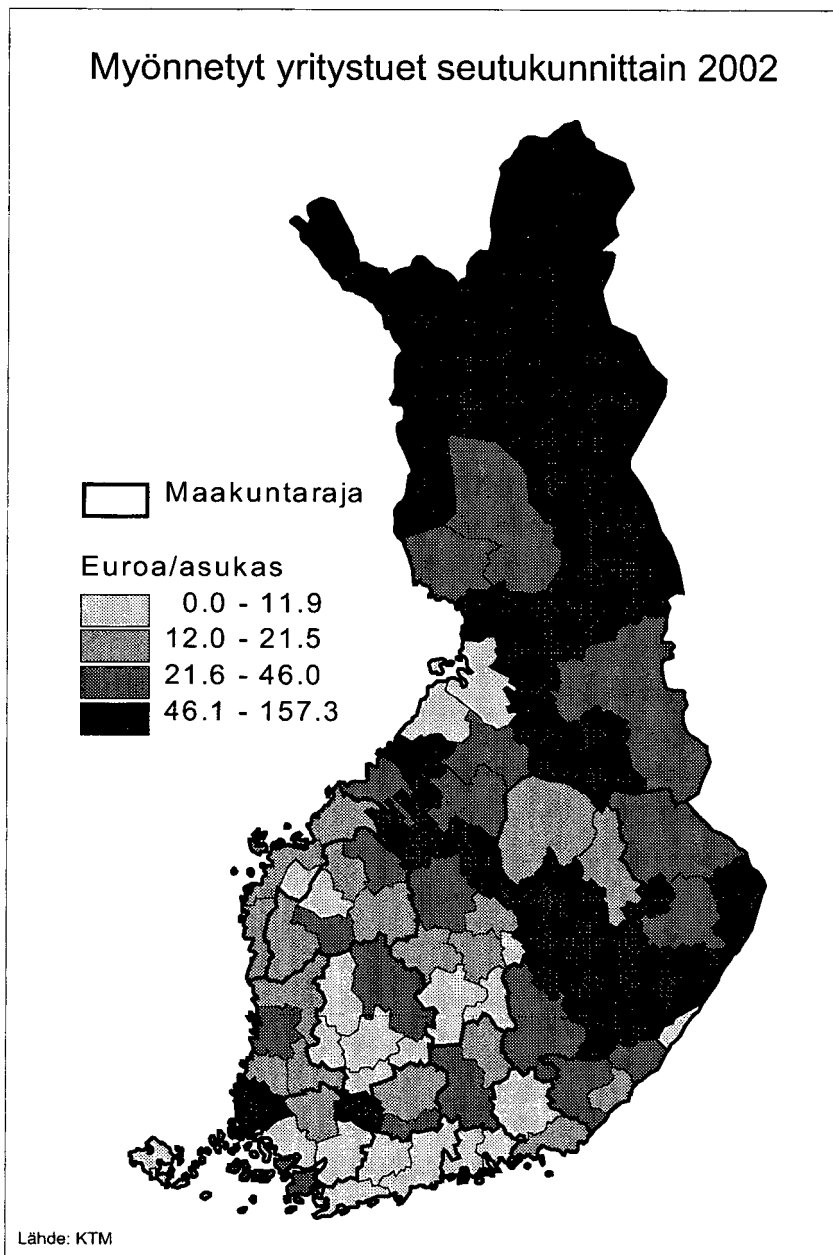 Myönnetyt yritystuet seutukunnittain 2002
Maakuntaraja
Euroa/asukas
0.0 - 11.9
12.0 - 21.5
21.6 - 46.0
46.1 - 157.3
Lähde: KTM